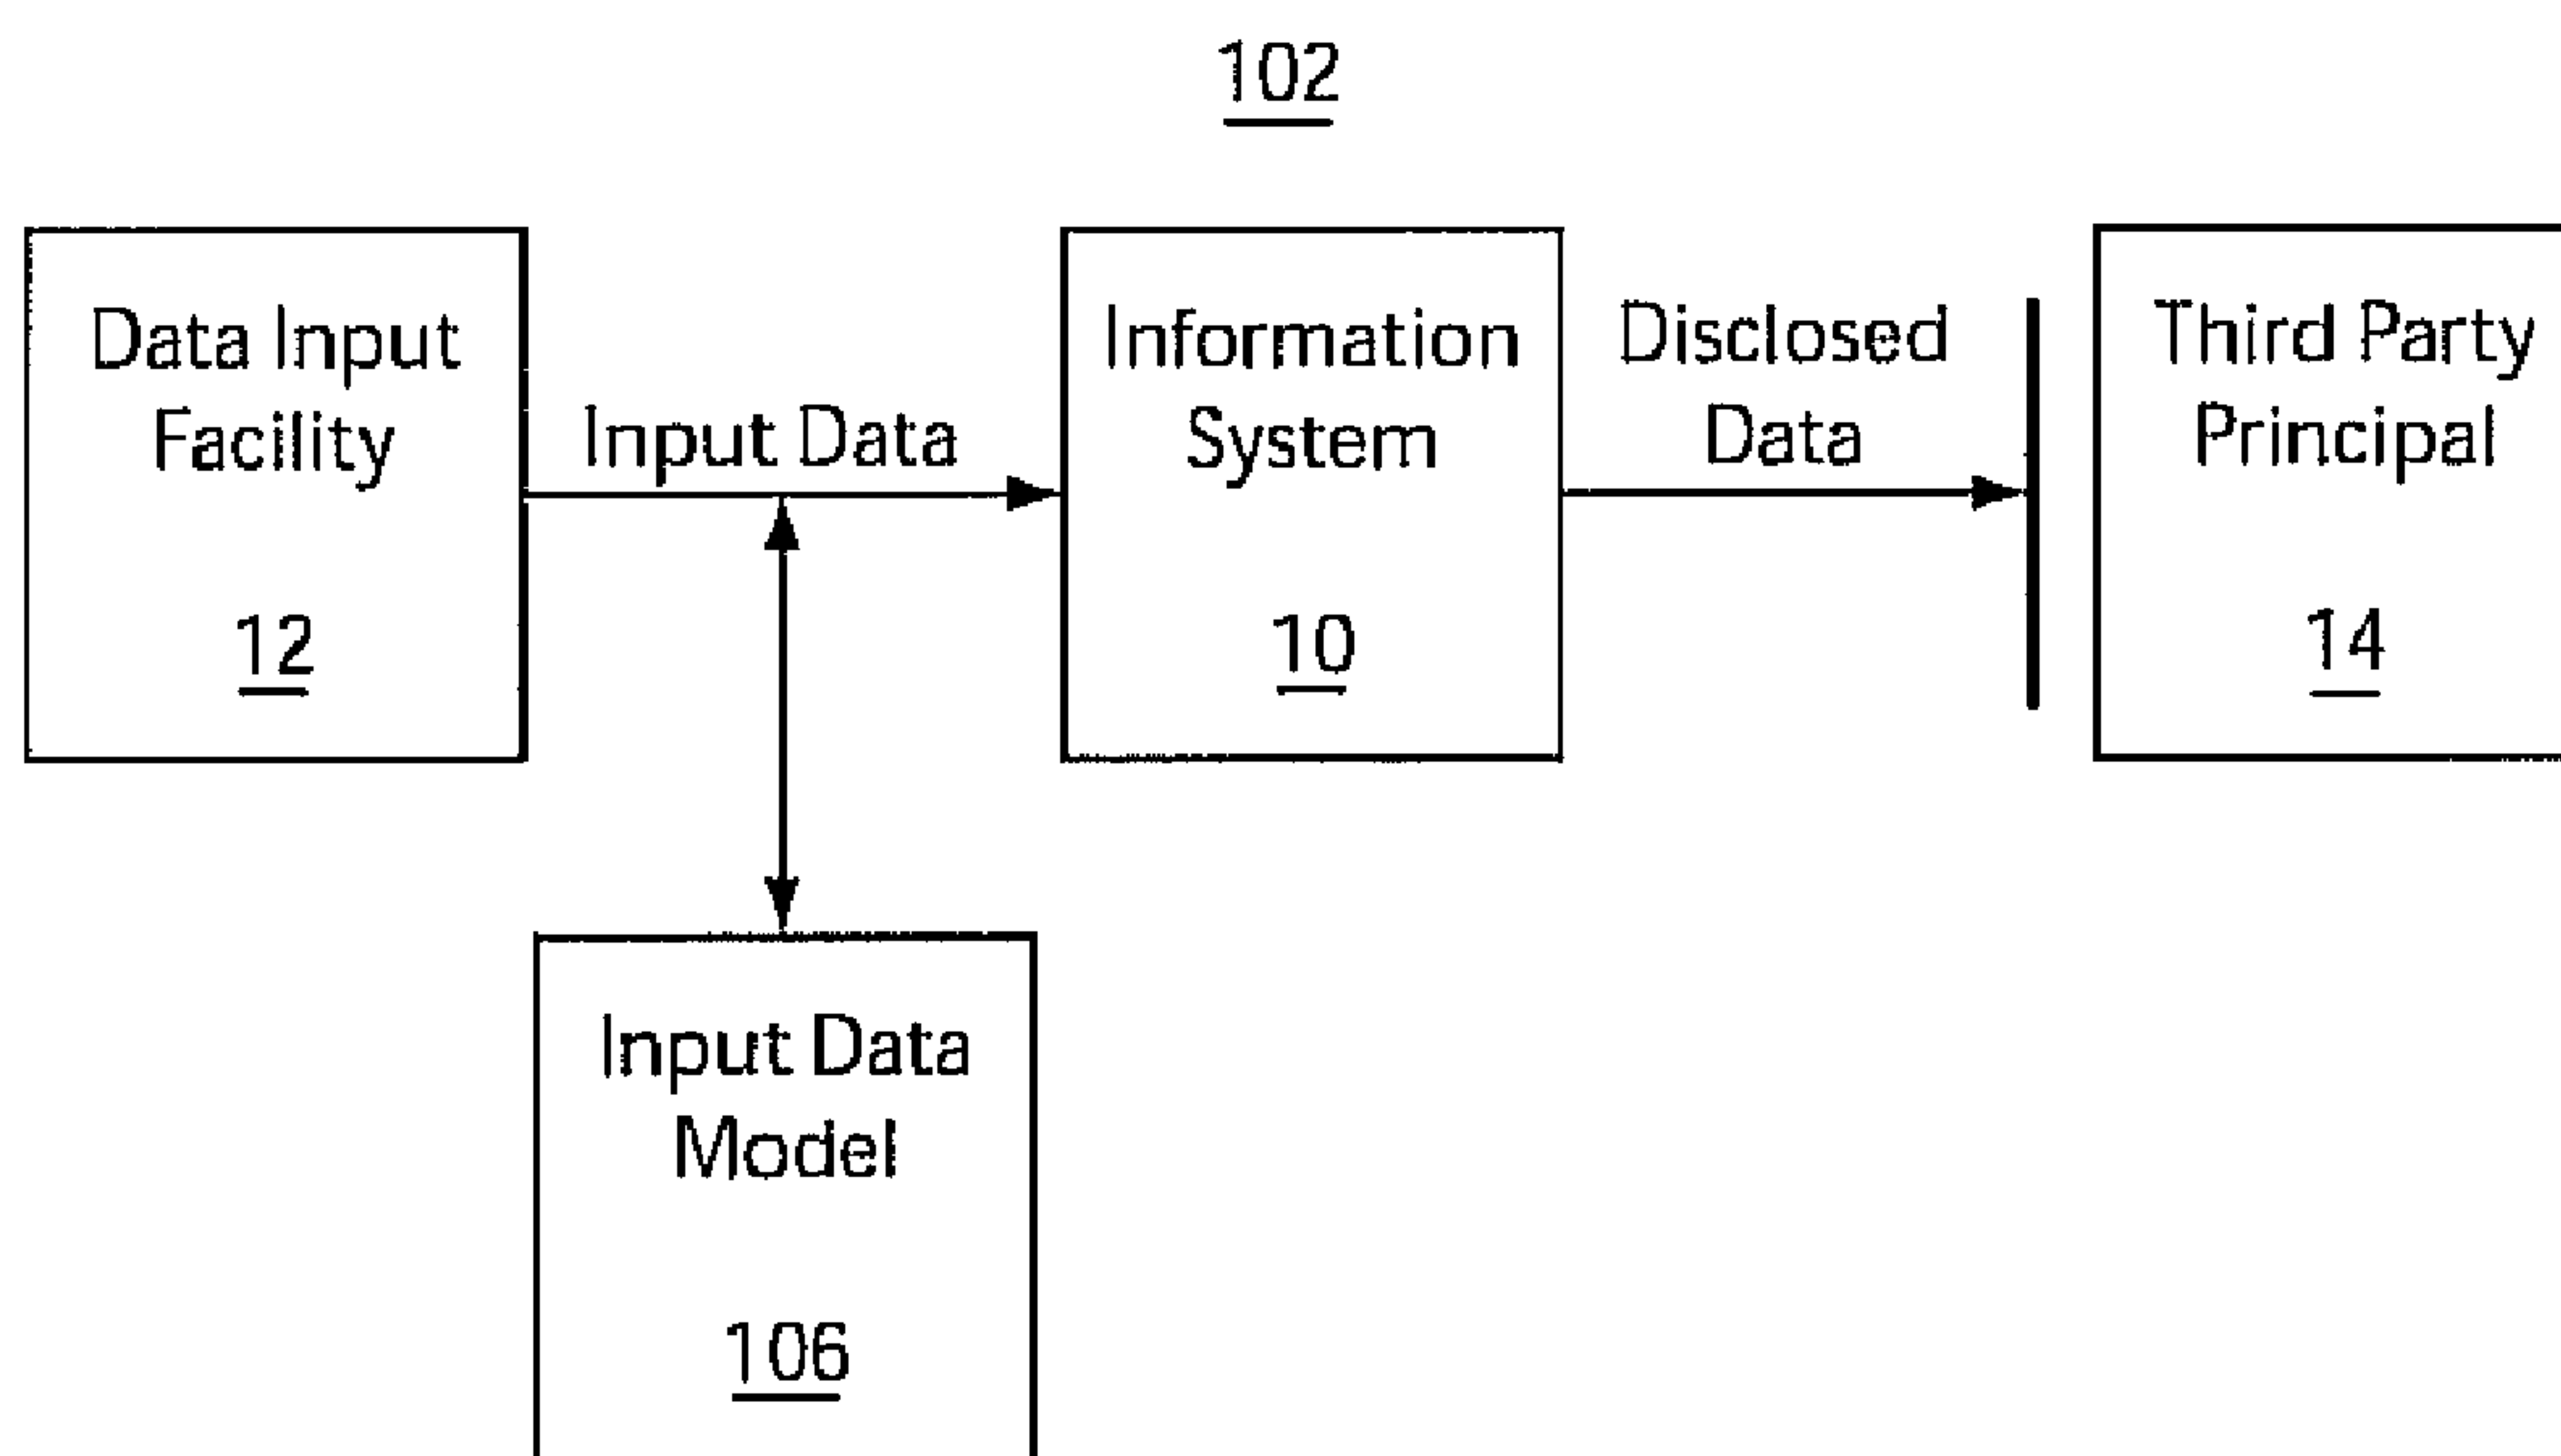 102
Data Input
Facility
12
Input Data
Information
System
10
Disclosed
Data
Third Party
Principal
14
Input Data
Model
106